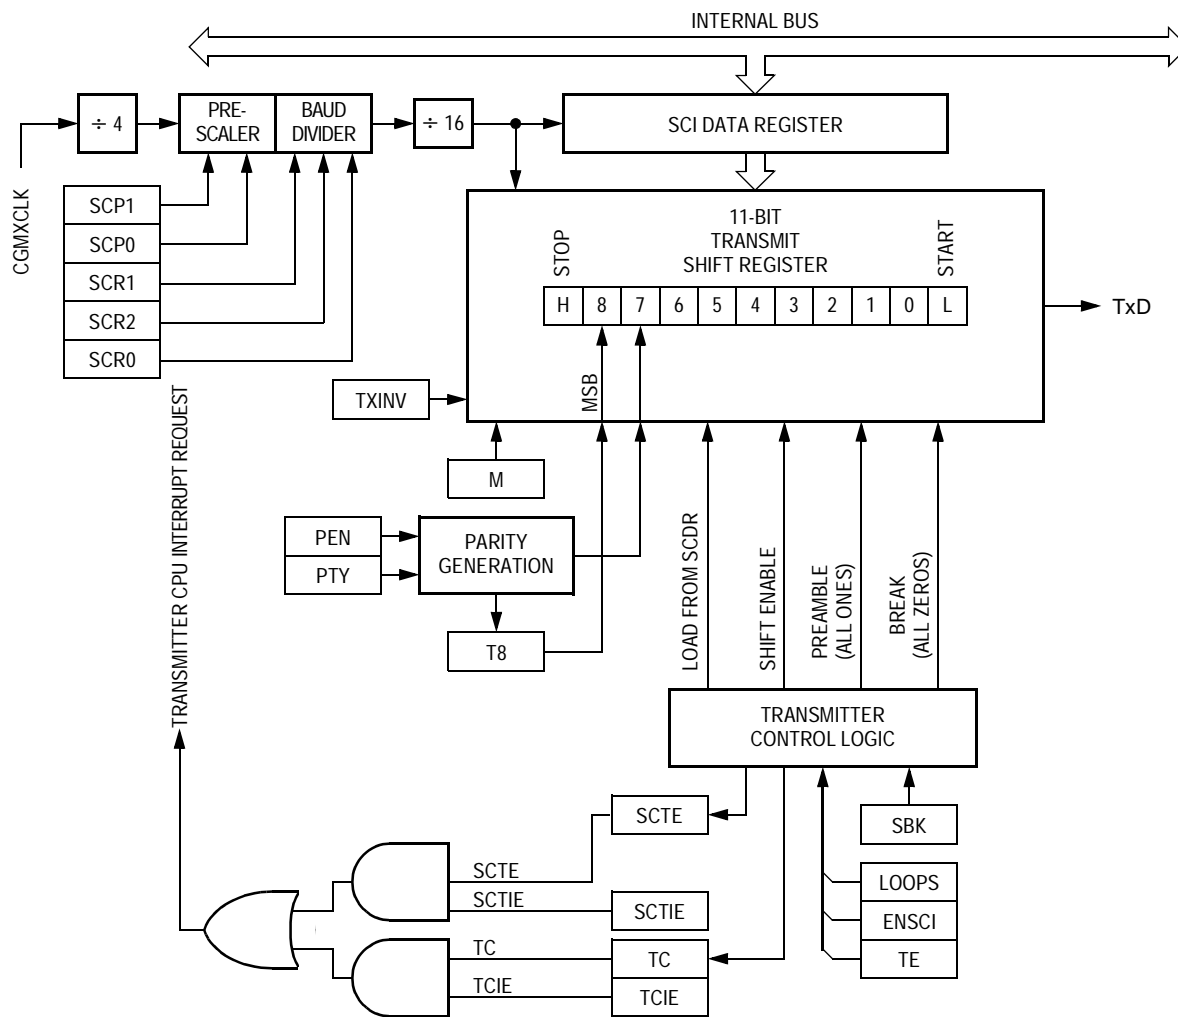 INTERNAL BUS
÷ 4
PRE-
SCALER
BAUD
DIVIDER
÷ 16
SCI DATA REGISTER
CGMXCLK
SCP1
SCP0
SCR1
SCR2
SCR0
11-BIT
TRANSMIT
SHIFT REGISTER
STOP
START
H 8 7 6 5 4 3 2 1 0 L
TxD
MSB
TXINV
M
PEN
PTY
PARITY
GENERATION
T8
LOAD FROM SCDR
SHIFT ENABLE
PREAMBLE
(ALL ONES)
BREAK
(ALL ZEROS)
TRANSMITTER CPU INTERRUPT REQUEST
TRANSMITTER
CONTROL LOGIC
SCTE
SBK
SCTE
SCTIE
SCTIE
LOOPS
ENSCI
TE
TC
TC
TCIE
TCIE